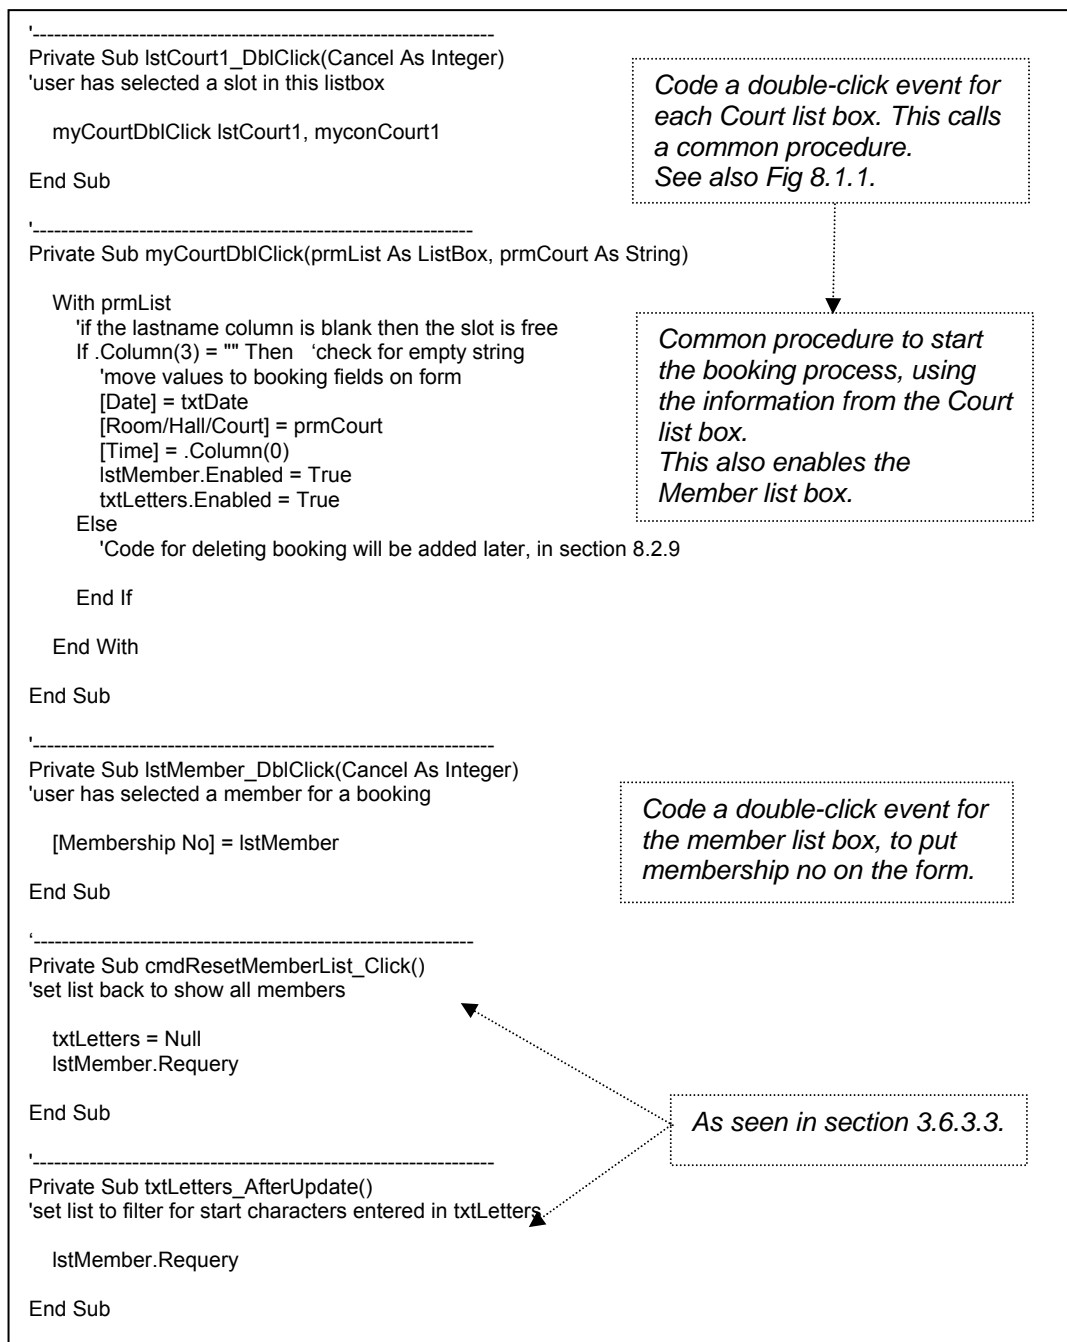 '-----------------------------------------------------------------
Private Sub lstCourt1_DblClick(Cancel As Integer)
'user has selected a slot in this listbox
myCourtDblClick lstCourt1, myconCourt1
End Sub
Code a double-click event for
each Court list box. This calls
a common procedure.
See also Fig 8.1.1.
'--------------------------------------------------------------
Private Sub myCourtDblClick(prmList As ListBox, prmCourt As String)
With prmList
'if the lastname column is blank then the slot is free
If .Column(3) = "" Then ‘check for empty string
'move values to booking fields on form
[Date] = txtDate
[Room/Hall/Court] = prmCourt
[Time] = .Column(0)
lstMember.Enabled = True
txtLetters.Enabled = True
Else
'Code for deleting booking will be added later, in section 8.2.9
End If
End With
End Sub
Common procedure to start
the booking process, using
the information from the Court
list box.
This also enables the
Member list box.
'-----------------------------------------------------------------
Private Sub lstMember_DblClick(Cancel As Integer)
'user has selected a member for a booking
[Membership No] = lstMember
End Sub
Code a double-click event for
the member list box, to put
membership no on the form.
‘--------------------------------------------------------------
Private Sub cmdResetMemberList_Click()
'set list back to show all members
txtLetters = Null
lstMember.Requery
End Sub
As seen in section 3.6.3.3.
'-----------------------------------------------------------------
Private Sub txtLetters_AfterUpdate()
'set list to filter for start characters entered in txtLetters
lstMember.Requery
End Sub